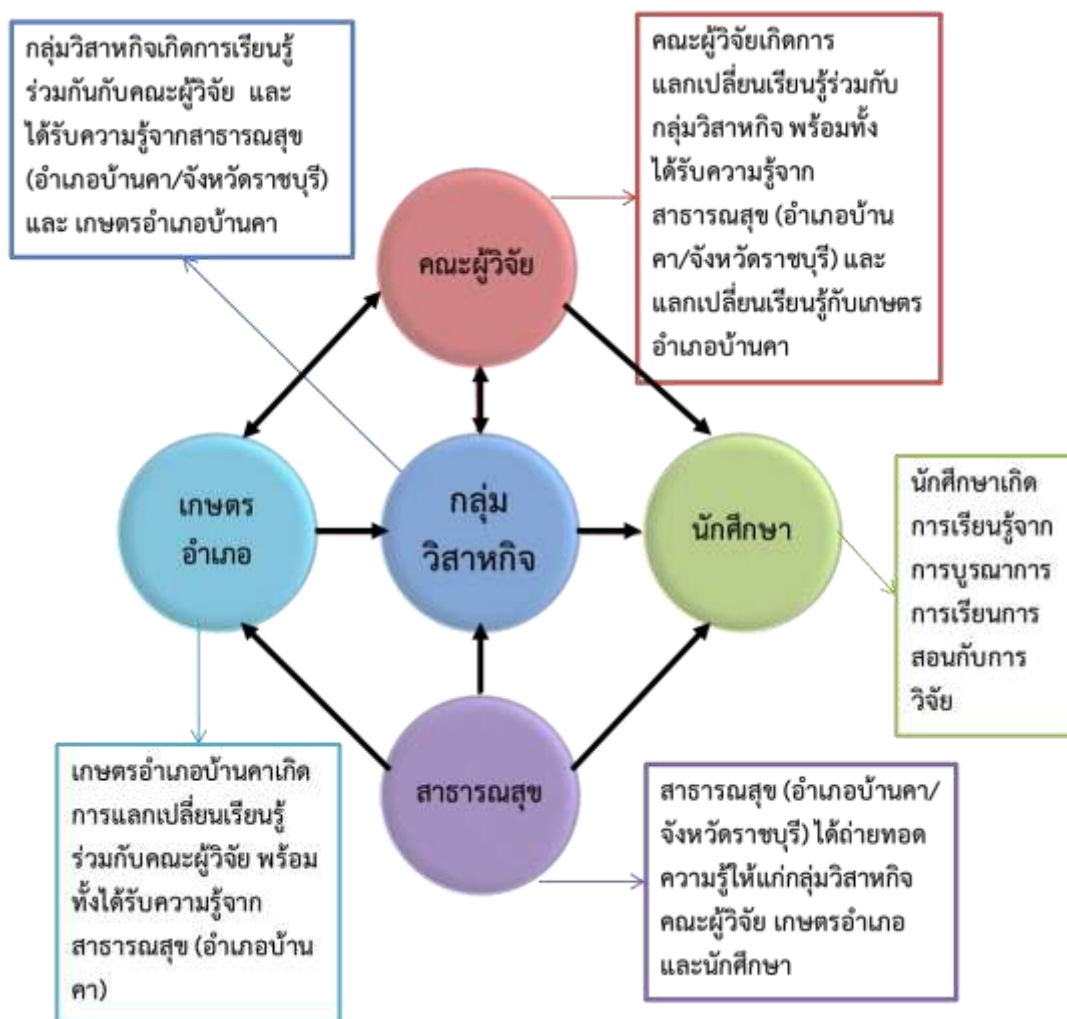 กลุ่มวิสาหกิจเกิดการเรียนรู้
ร่วมกันกับคณะผู้วิจัย และ
ได้รับความรู้จากสาธารณสุข
(อำเภอบ้านคา/จังหวัดราชบุรี)
และ เกษตรอำเภอบ้านคา
คณะผู้วิจัยเกิดการ
แลกเปลี่ยนเรียนรู้ร่วมกับ
กลุ่มวิสาหกิจ พร้อมทั้ง
ได้รับความรู้จาก
สาธารณสุข (อำเภอบ้าน
คา/จังหวัดราชบุรี) และ
แลกเปลี่ยนเรียนรู้กับเกษตร
อำเภอบ้านคา
คณะผู้วิจัย
เกษตร
อำเภอ
กลุ่ม
วิสาหกิจ
นักศึกษา
นักศึกษาเกิด
การเรียนรู้จาก
การบูรณาการ
การเรียนการ
สอนกับการ
วิจัย
สาธารณสุข
เกษตรอำเภอบ้านคาเกิด
การแลกเปลี่ยนเรียนรู้
ร่วมกับคณะผู้วิจัย พร้อม
ทั้งได้รับความรู้จาก
สาธารณสุข (อำเภอบ้าน
คา)
สาธารณสุข (อำเภอบ้านคา/
จังหวัดราชบุรี) ได้ถ่ายทอด
ความรู้ให้แก่กลุ่มวิสาหกิจ
คณะผู้วิจัย เกษตรอำเภอ
และนักศึกษา